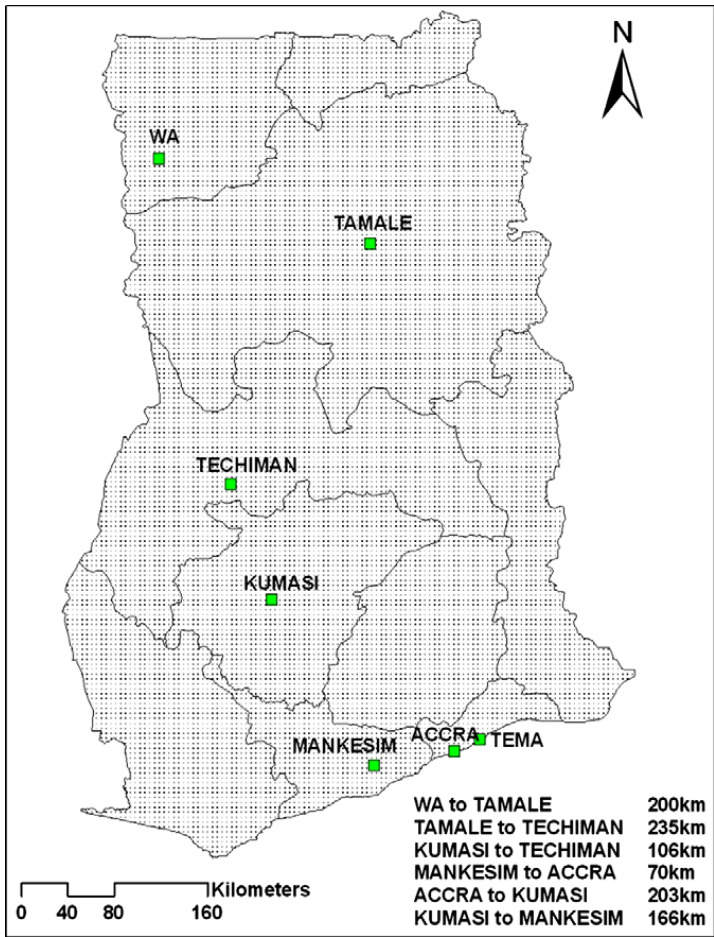 N
WA
TAMALE
TECHIMAN
KUMASI
ACCRA
TEMA
MANKESIM
WA to TAMALE 200km
TAMALE to TECHIMAN 235km
KUMASI to TECHIMAN 106km
MANKESIM to ACCRA 70km
ACCRA to KUMASI 203km
KUMASI to MANKESIM 166km
Kilometers
0 40 80 160